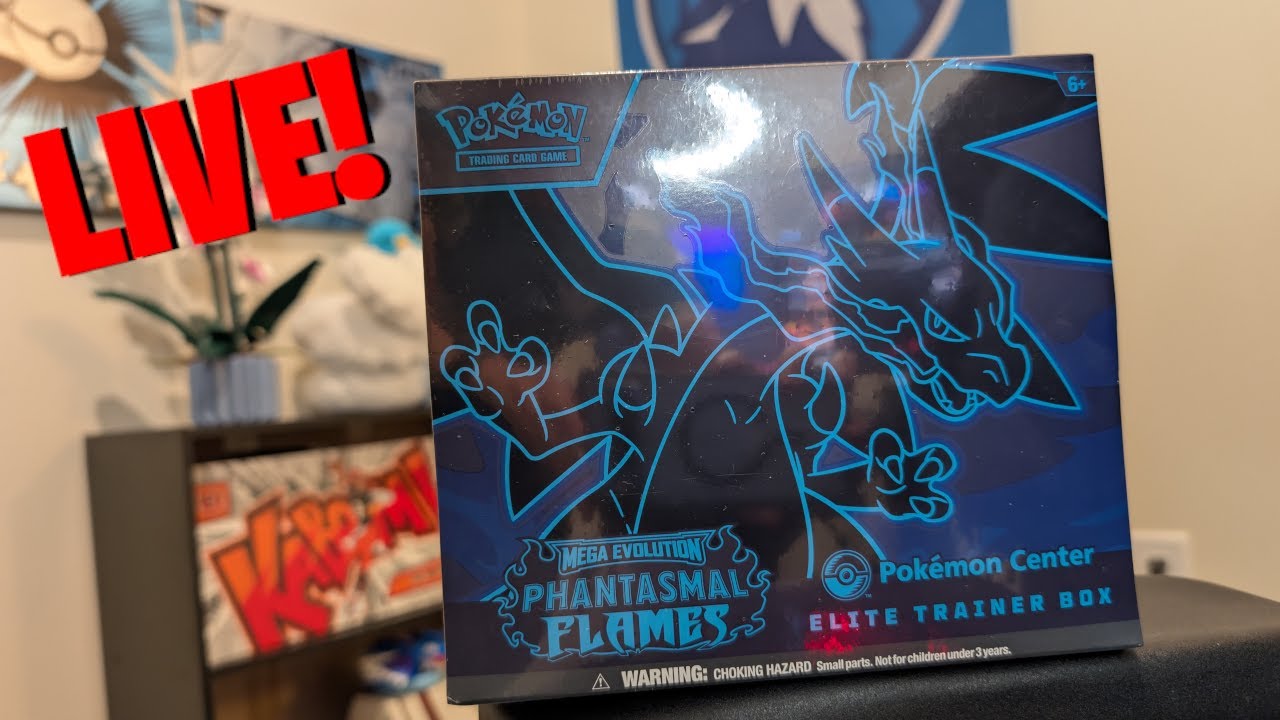 LIVE!
POKéMON
TRADING CARD GAME
6+
MEGA EVOLUTION
PHANTASMAL
FLAMES
Pokémon Center
ELITE TRAINER BOX
WARNING: CHOKING HAZARD Small parts. Not for children under 3 years.